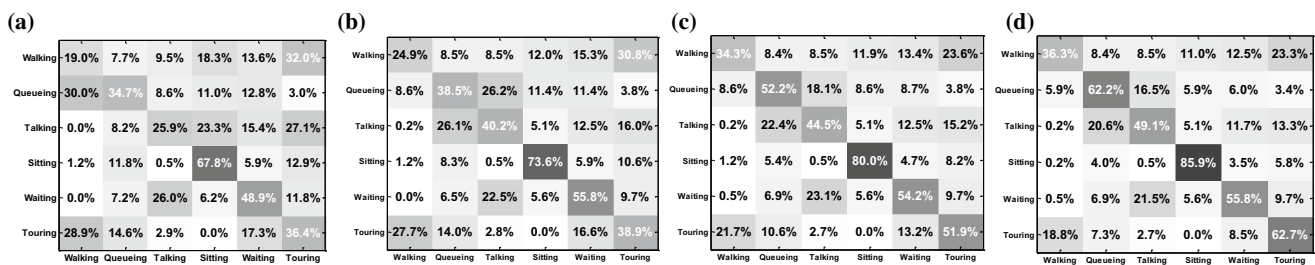 (a) (b) (c) (d)
Walking 19.0% 7.7% 9.5% 18.3% 13.6% 32.0%
Queueing 30.0% 34.7% 8.6% 11.0% 12.8% 3.0%
Talking 0.0% 8.2% 25.9% 23.3% 15.4% 27.1%
Sitting 1.2% 11.8% 0.5% 67.8% 5.9% 12.9%
Waiting 0.0% 7.2% 26.0% 6.2% 48.9% 11.8%
Touring 28.9% 14.6% 2.9% 0.0% 17.3% 36.4%
Walking Queueing Talking Sitting Waiting Touring
Walking 24.9% 8.5% 8.5% 12.0% 15.3% 30.8%
Queueing 8.6% 38.5% 26.2% 11.4% 11.4% 3.8%
Talking 0.2% 26.1% 40.2% 5.1% 12.5% 16.0%
Sitting 1.2% 8.3% 0.5% 73.6% 5.9% 10.6%
Waiting 0.0% 6.5% 22.5% 5.6% 55.8% 9.7%
Touring 27.7% 14.0% 2.8% 0.0% 16.6% 38.9%
Walking Queueing Talking Sitting Waiting Touring
Walking 34.3% 8.4% 8.5% 11.9% 13.4% 23.6%
Queueing 8.6% 52.2% 18.1% 8.6% 8.7% 3.8%
Talking 0.2% 22.4% 44.5% 5.1% 12.5% 15.2%
Sitting 1.2% 5.4% 0.5% 80.0% 4.7% 8.2%
Waiting 0.5% 6.9% 23.1% 5.6% 54.2% 9.7%
Touring 21.7% 10.6% 2.7% 0.0% 13.2% 51.9%
Walking Queueing Talking Sitting Waiting Touring
Walking 36.3% 8.4% 8.5% 11.0% 12.5% 23.3%
Queueing 5.9% 62.2% 16.5% 5.9% 6.0% 3.4%
Talking 0.2% 20.6% 49.1% 5.1% 11.7% 13.3%
Sitting 0.2% 4.0% 0.5% 85.9% 3.5% 5.8%
Waiting 0.5% 6.9% 21.5% 5.6% 55.8% 9.7%
Touring 18.8% 7.3% 2.7% 0.0% 8.5% 62.7%
Walking Queueing Talking Sitting Waiting Touring